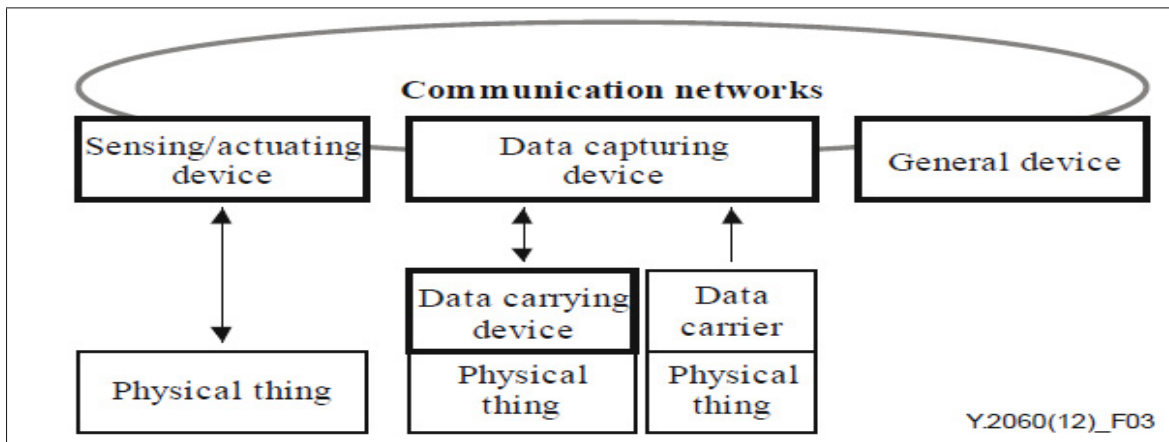 Communication networks
Sensing/actuating
device
Data capturing
device
General device
Data carrying
device
Data
carrier
Physical thing
Physical
thing
Physical
thing
Y.2060(12)_F03